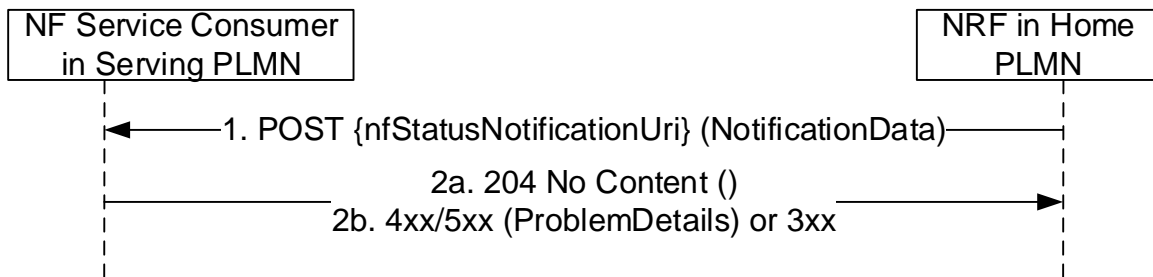 NF Service Consumer
in Serving PLMN
NRF in Home
PLMN
1. POST {nfStatusNotificationUri} (NotificationData)
2a. 204 No Content ()
2b. 4xx/5xx (ProblemDetails) or 3xx